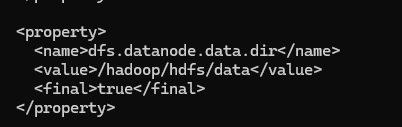 <property>
<name>dfs.datanode.data.dir</name>
<value>/hadoop/hdfs/data</value>
<final>true</final>
</property>